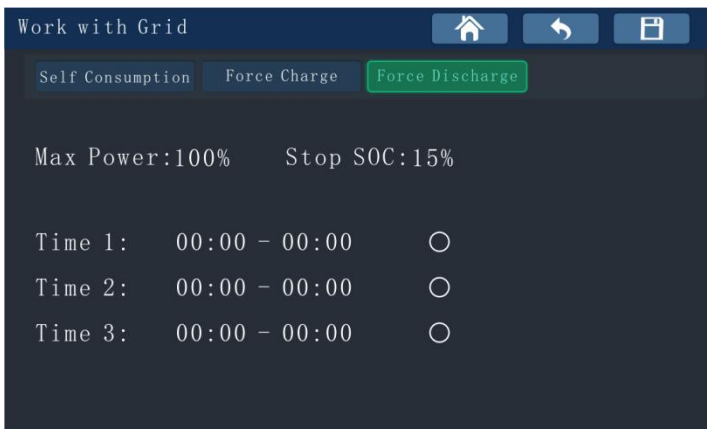 Work with Grid
Self Consumption Force Charge Force Discharge
Max Power:100% Stop SOC:15%
Time 1: 00:00 - 00:00
Time 2: 00:00 - 00:00
Time 3: 00:00 - 00:00